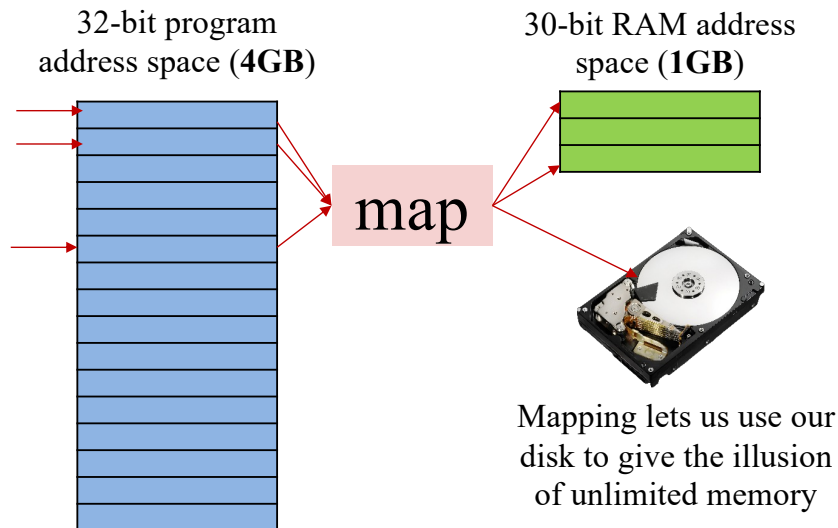 32-bit program
address space (4GB)
30-bit RAM address
space (1GB)
map
Mapping lets us use our
disk to give the illusion
of unlimited memory